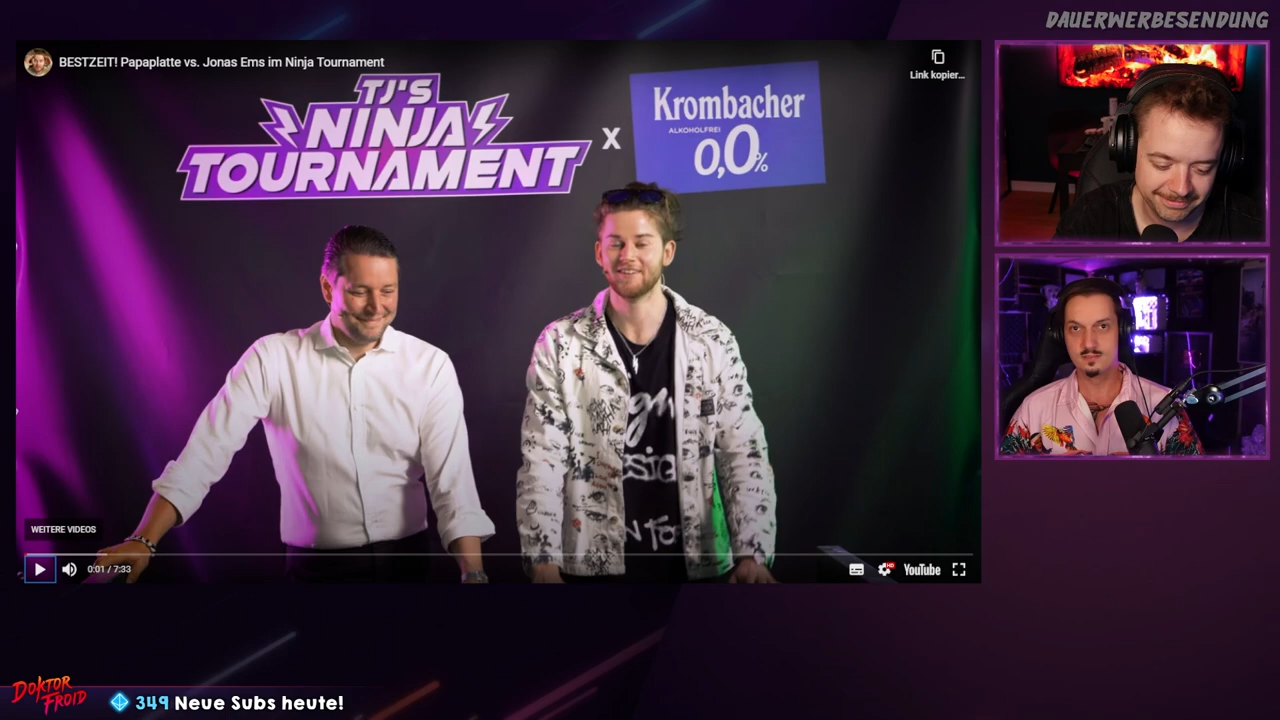 DAUERWERBESENDUNG
BESTZEIT! Papaplatte vs. Jonas Ems im Ninja Tournament
Link kopier...
TJ'S
NINJA
TOURNAMENT
X
Krombacher
ALKOHOLFREI
0,0%
WEITERE VIDEOS
0:01 / 7:33
HD
YouTube
DOKTOR
FROID
349 Neue Subs heute!